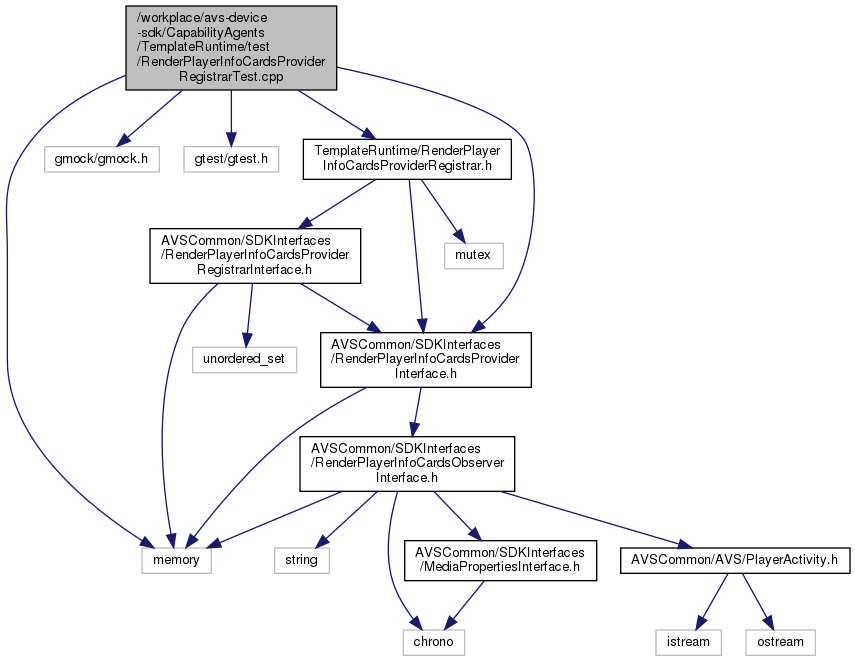 /workplace/avs-device
-sdk/CapabilityAgents
/TemplateRuntime/test
/RenderPlayerInfoCardsProvider
RegistrarTest.cpp
gmock/gmock.h
gtest/gtest.h
TemplateRuntime/RenderPlayer
InfoCardsProviderRegistrar.h
AVSCommon/SDKInterfaces
/RenderPlayerInfoCardsProvider
RegistrarInterface.h
mutex
unordered_set
AVSCommon/SDKInterfaces
/RenderPlayerInfoCardsProvider
Interface.h
AVSCommon/SDKInterfaces
/RenderPlayerInfoCardsObserver
Interface.h
memory
string
AVSCommon/SDKInterfaces
/MediaPropertiesInterface.h
AVSCommon/AVS/PlayerActivity.h
chrono
istream
ostream